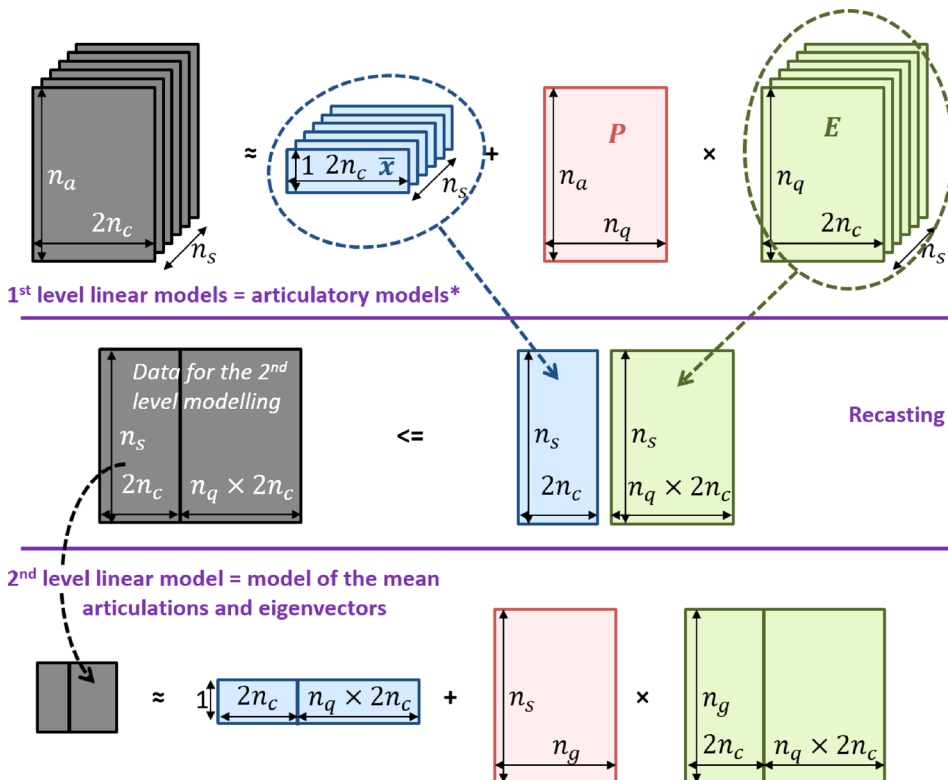 n_a
2n_c
n_s
≈
1 2n_c x̅
n_s
+
P
n_a
n_q
×
E
n_q
2n_c
n_s
1st level linear models = articulatory models*
Data for the 2nd
level modelling
n_s
2n_c
n_q × 2n_c
<=
n_s
2n_c
n_s
n_q × 2n_c
Recasting
2nd level linear model = model of the mean
articulations and eigenvectors
≈
1
2n_c
n_q × 2n_c
+
n_s
n_g
×
n_g
2n_c
n_q × 2n_c